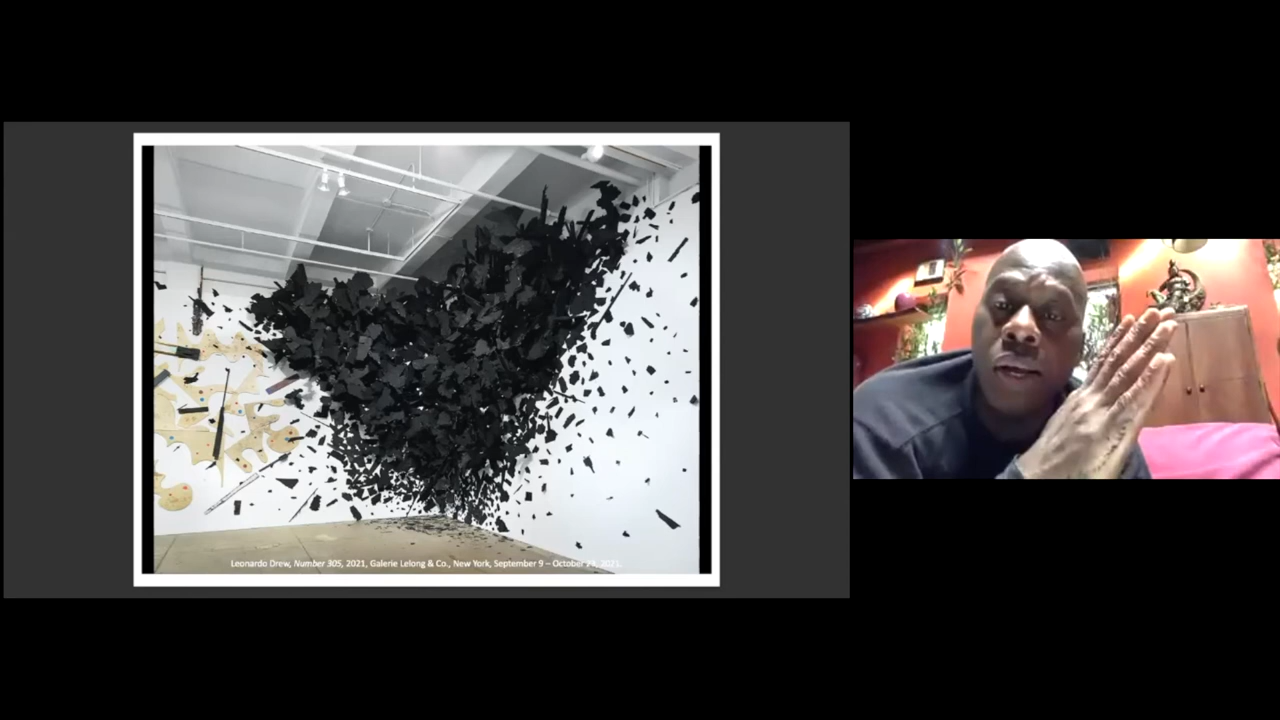 Leonardo Drew, Number 305, 2021, Galerie Lelong & Co., New York, September 9 – October 23, 2021.